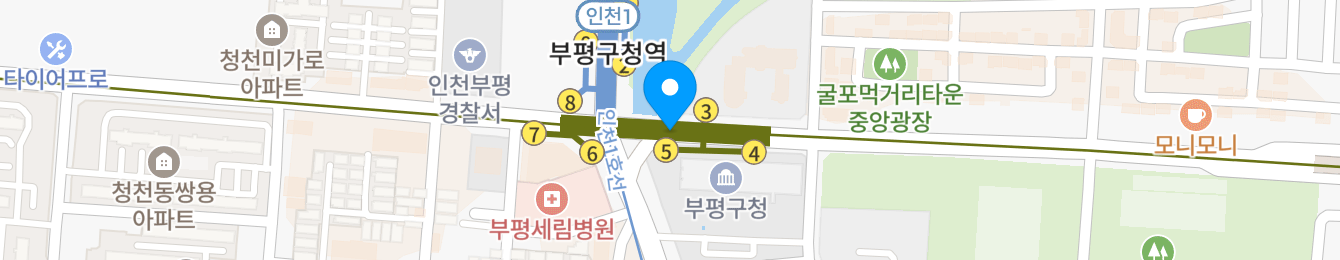 인천1
부평구청역
2
타이어프로
청천미가로
아파트
인천부평
경찰서
8
3
7
6
5
4
인천1호선
굴포먹거리타운
중앙광장
모니모니
청천동쌍용
아파트
부평세림병원
부평구청